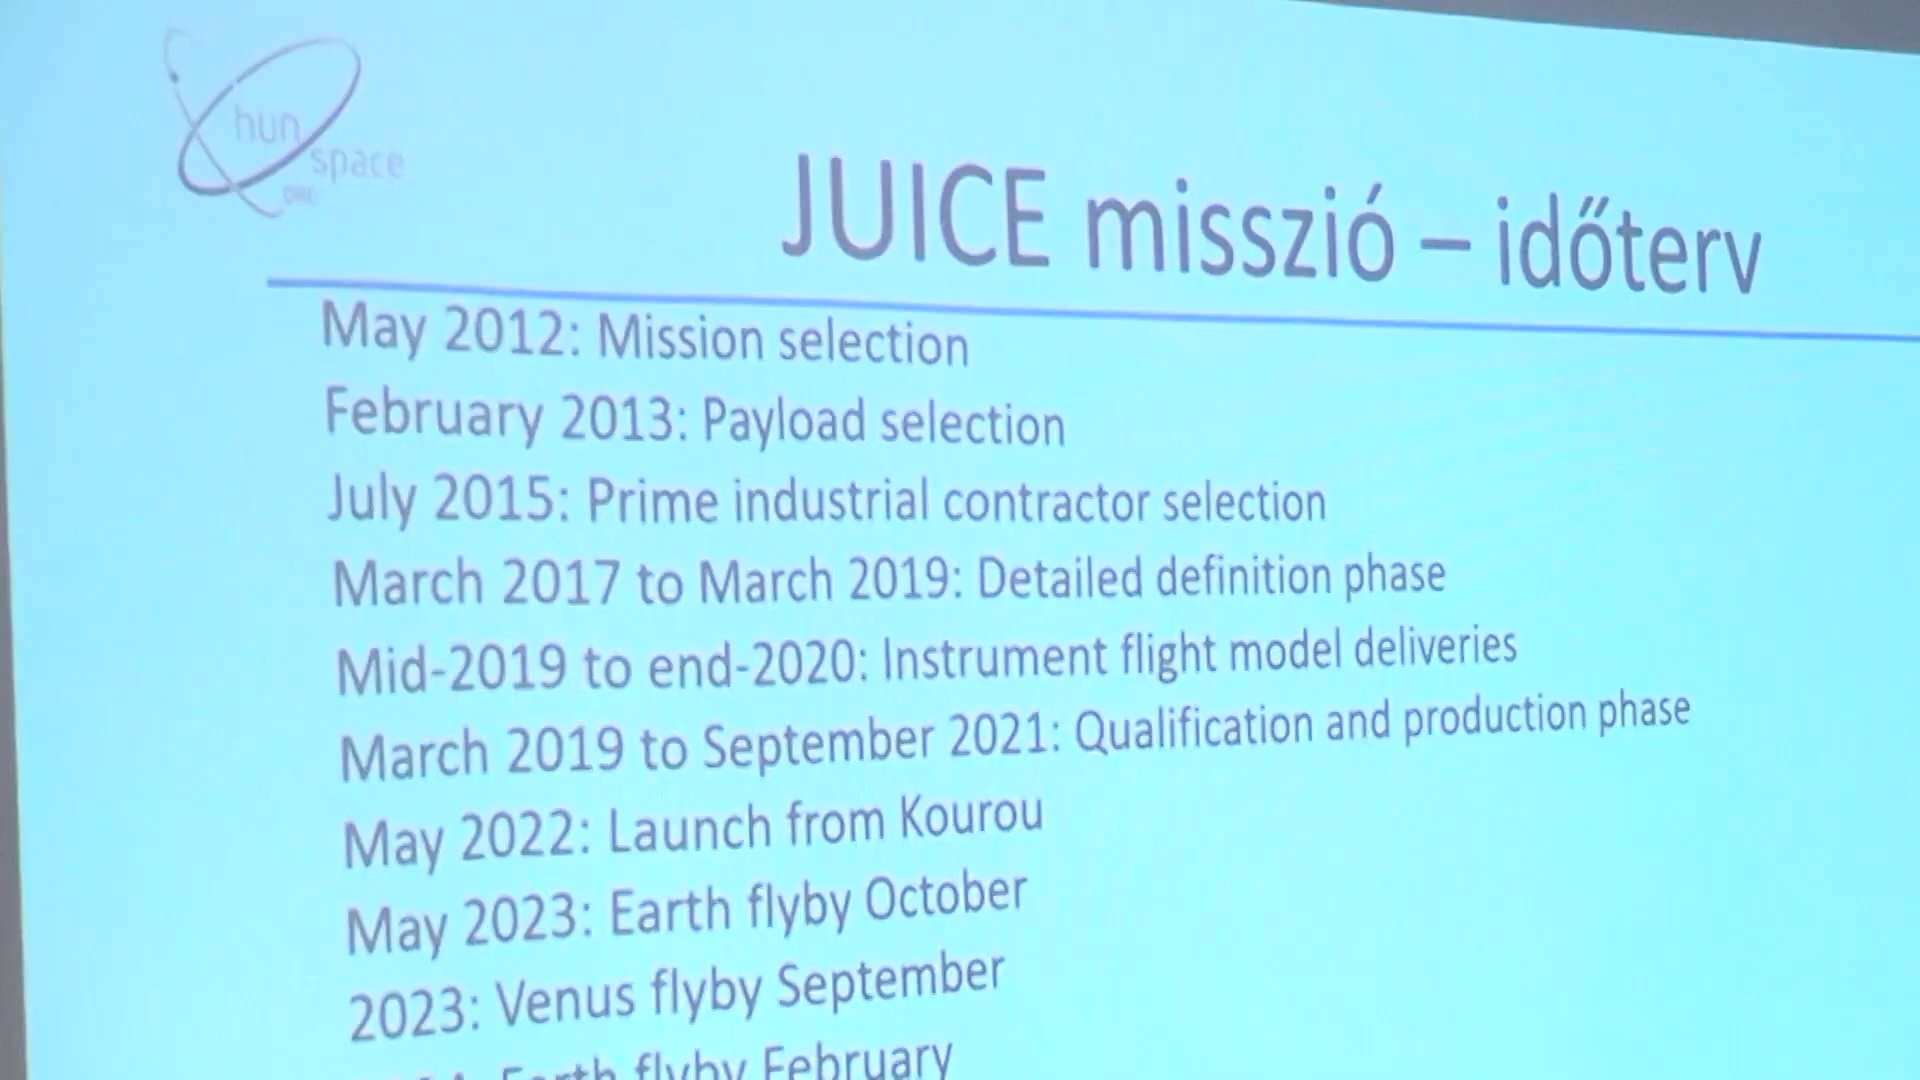 hun
space
JUICE misszió – időterv
May 2012: Mission selection
February 2013: Payload selection
July 2015: Prime industrial contractor selection
March 2017 to March 2019: Detailed definition phase
Mid-2019 to end-2020: Instrument flight model deliveries
March 2019 to September 2021: Qualification and production phase
May 2022: Launch from Kourou
May 2023: Earth flyby October
2023: Venus flyby September
Earth flyby February